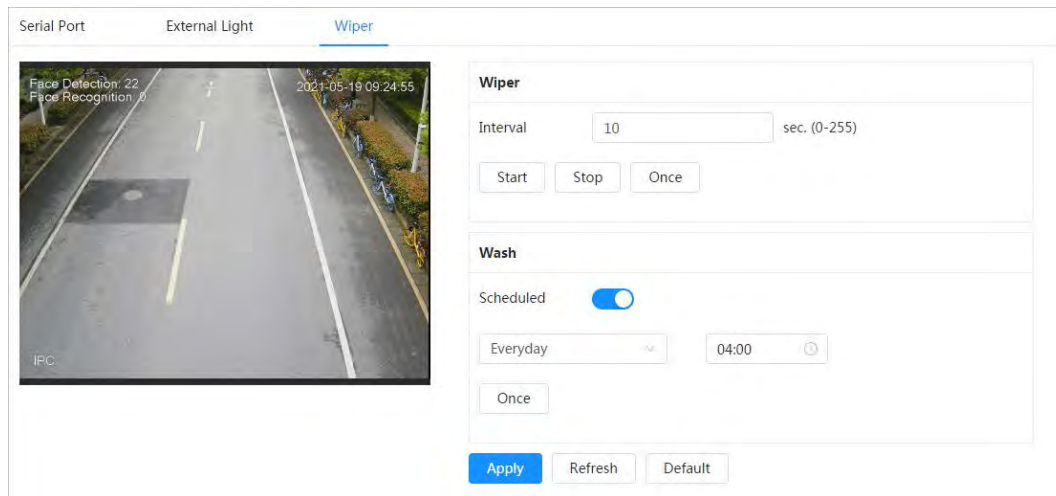 Serial Port External Light Wiper
Face Detection: 22
Face Recognition: 0
2021-05-19 09:24:55
IPC
Wiper
Interval 10 sec. (0-255)
Start Stop Once
Wash
Scheduled
Everyday 04:00
Once
Apply Refresh Default